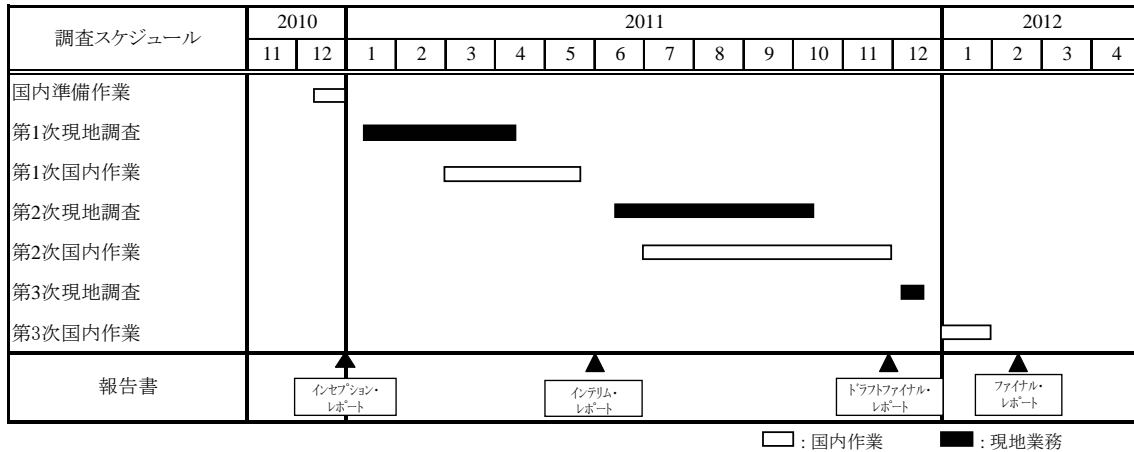 調査スケジュール
2010 2011 2012
11 12 1 2 3 4 5 6 7 8 9 10 11 12 1 2 3 4
国内準備作業
第1次現地調査
第1次国内作業
第2次現地調査
第2次国内作業
第3次現地調査
第3次国内作業
報告書
インセプション・
レポート
インテリム・
レポート
ドラフトファイナル・
レポート
ファイナル・
レポート
：国内作業 ：現地業務